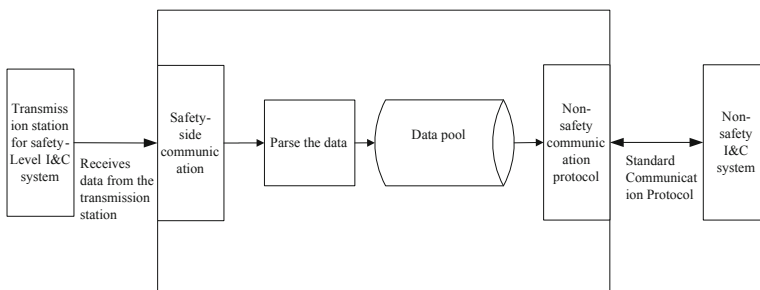 Transmiss
ion station
for safety-
Level I&C
system
Receives
data from the
transmission
station
Safety-
side
communic
ation
Parse the data
Data pool
Non-
safety
communic
ation
protocol
Standard
Communicat
ion Protocol
Non-
safety
I&C
system